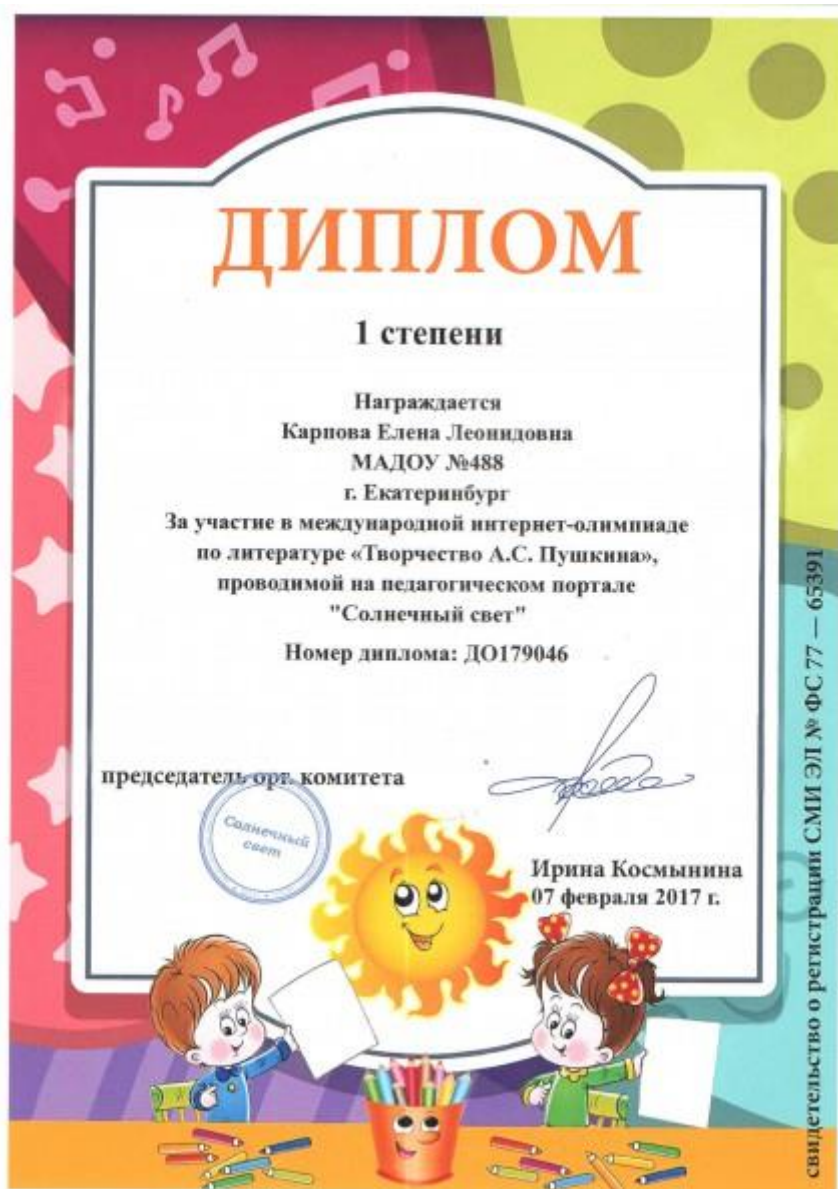 ДИПЛОМ
1 степени
Награждается
Карпова Елена Леонидовна
МАДОУ №488
г. Екатеринбург
За участие в международной интернет-олимпиаде
по литературе «Творчество А.С. Пушкина»,
проводимой на педагогическом портале
"Солнечный свет"
Номер диплома: ДО179046
председатель орг. комитета
Солнечный
свет
Ирина Космынина
07 февраля 2017 г.
свидетельство о регистрации СМИ ЭЛ № ФС 77 — 65391